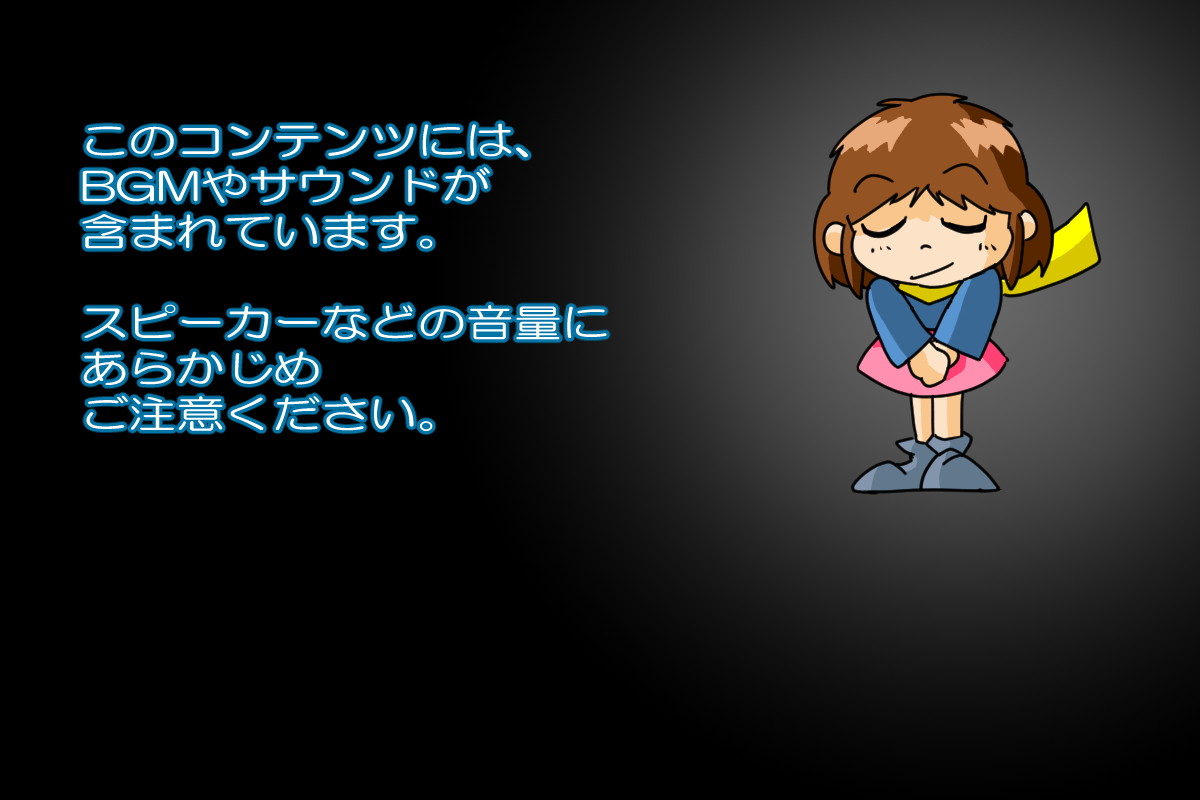 このコンテンツには、
BGMやサウンドが
含まれています。
スピーカーなどの音量に
あらかじめ
ご注意ください。